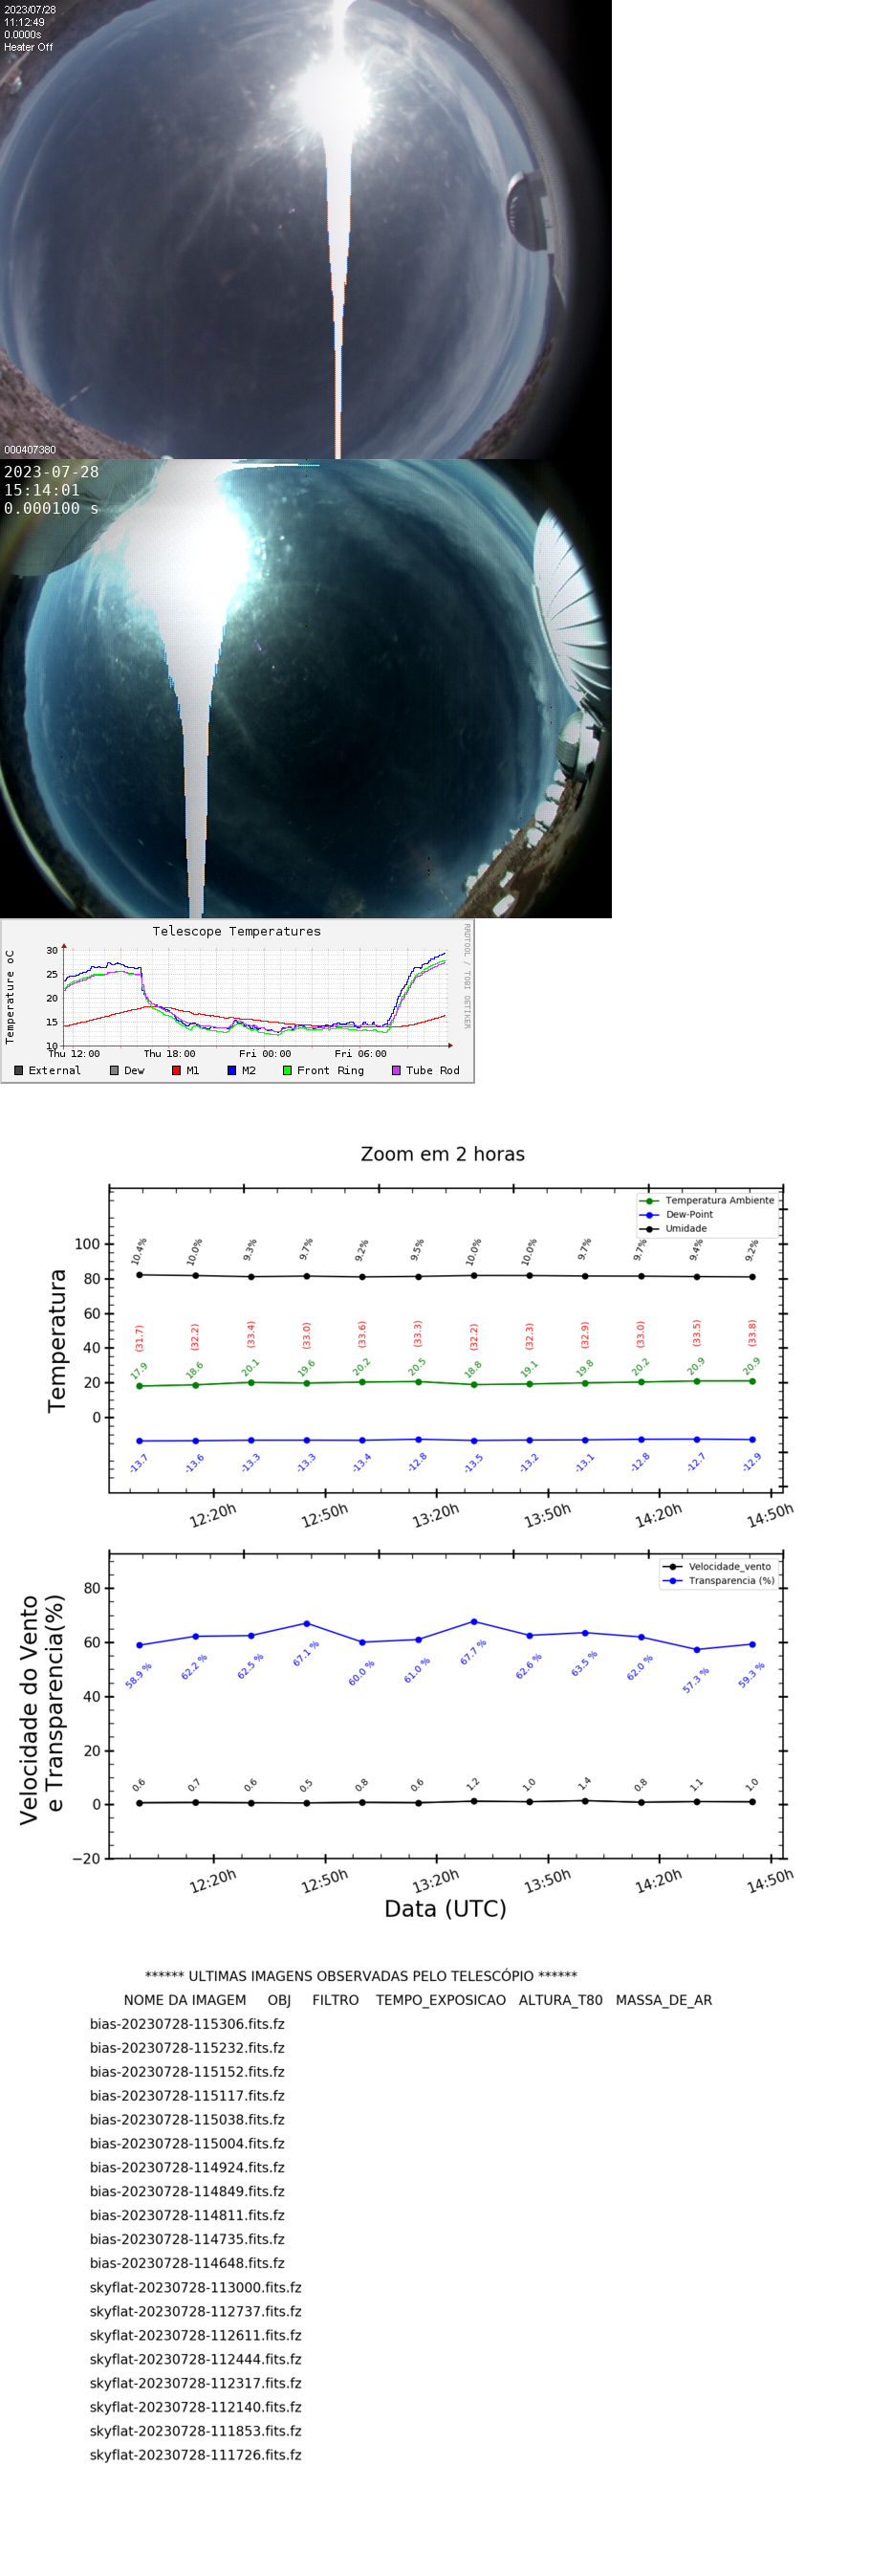 2023/07/28
11:12:49
0.0000s
Heater Off
000407380
2023-07-28
15:14:01
0.000100 s
Telescope Temperatures
RRDTOOL / TOBI OETIKER
Temperature oC
30
25
20
15
10
Thu 12:00 Thu 18:00 Fri 00:00 Fri 06:00
External Dew M1 M2 Front Ring Tube Rod
Zoom em 2 horas
Temperatura
Temperatura Ambiente
Dew-Point
Umidade
100
80
60
40
20
0
10.4% 10.0% 9.3% 9.7% 9.2% 9.5% 10.0% 10.0% 9.7% 9.7% 9.4% 9.2%
(31.7) (32.2) (33.4) (33.0) (33.6) (33.3) (32.2) (32.3) (32.9) (33.0) (33.5) (33.8)
17.9 18.6 20.1 19.6 20.2 20.5 18.8 19.1 19.8 20.2 20.9 20.9
-13.7 -13.6 -13.3 -13.3 -13.4 -12.8 -13.5 -13.2 -13.1 -12.8 -12.7 -12.9
12:20h 12:50h 13:20h 13:50h 14:20h 14:50h
Velocidade do Vento
e Transparencia(%)
Velocidade_vento
Transparencia (%)
80
60
40
20
0
−20
58.9 % 62.2 % 62.5 % 67.1 % 60.0 % 61.0 % 67.7 % 62.6 % 63.5 % 62.0 % 57.3 % 59.3 %
0.6 0.7 0.6 0.5 0.8 0.6 1.2 1.0 1.4 0.8 1.1 1.0
12:20h 12:50h 13:20h 13:50h 14:20h 14:50h
Data (UTC)
****** ULTIMAS IMAGENS OBSERVADAS PELO TELESCÓPIO ******
NOME DA IMAGEM OBJ FILTRO TEMPO_EXPOSICAO ALTURA_T80 MASSA_DE_AR
bias-20230728-115306.fits.fz
bias-20230728-115232.fits.fz
bias-20230728-115152.fits.fz
bias-20230728-115117.fits.fz
bias-20230728-115038.fits.fz
bias-20230728-115004.fits.fz
bias-20230728-114924.fits.fz
bias-20230728-114849.fits.fz
bias-20230728-114811.fits.fz
bias-20230728-114735.fits.fz
bias-20230728-114648.fits.fz
skyflat-20230728-113000.fits.fz
skyflat-20230728-112737.fits.fz
skyflat-20230728-112611.fits.fz
skyflat-20230728-112444.fits.fz
skyflat-20230728-112317.fits.fz
skyflat-20230728-112140.fits.fz
skyflat-20230728-111853.fits.fz
skyflat-20230728-111726.fits.fz